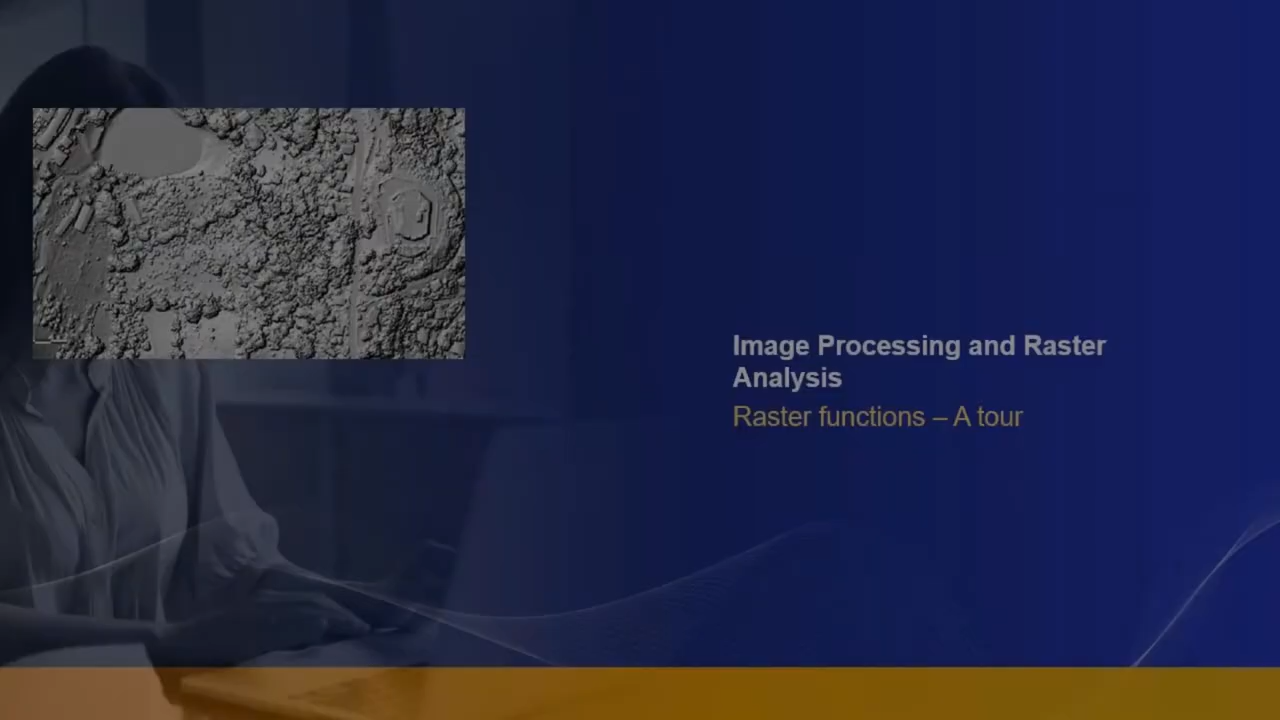 Image Processing and Raster
Analysis
Raster functions – A tour